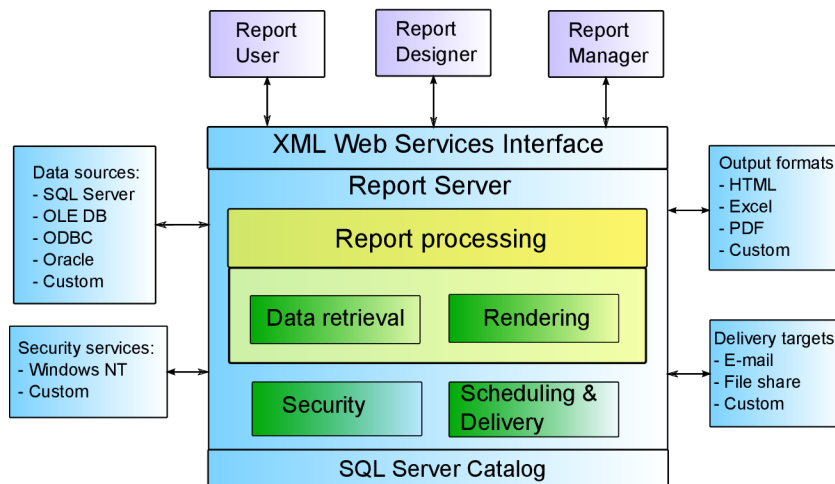 Report
User
Report
Designer
Report
Manager
XML Web Services Interface
Data sources:
- SQL Server
- OLE DB
- ODBC
- Oracle
- Custom
Report Server
Report processing
Data retrieval
Rendering
Output formats:
- HTML
- Excel
- PDF
- Custom
Security services:
- Windows NT
- Custom
Security
Scheduling &
Delivery
Delivery targets:
- E-mail
- File share
- Custom
SQL Server Catalog